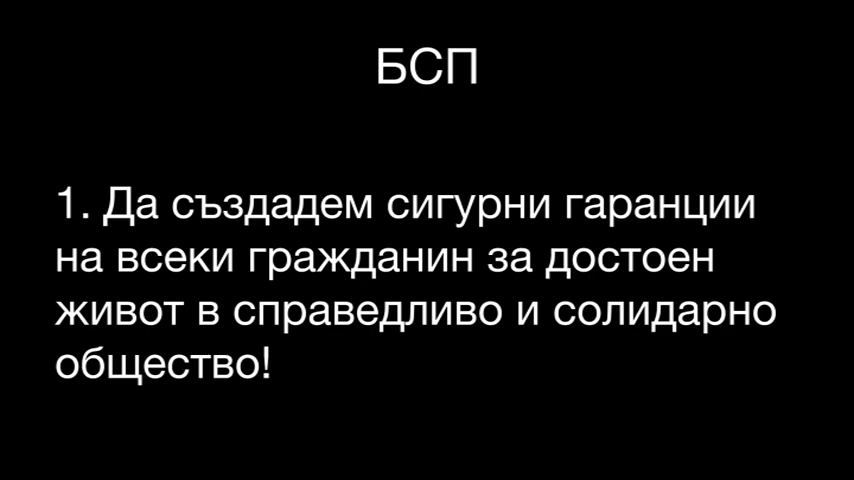 БСП
1. Да създадем сигурни гаранции
на всеки гражданин за достоен
живот в справедливо и солидарно
общество!